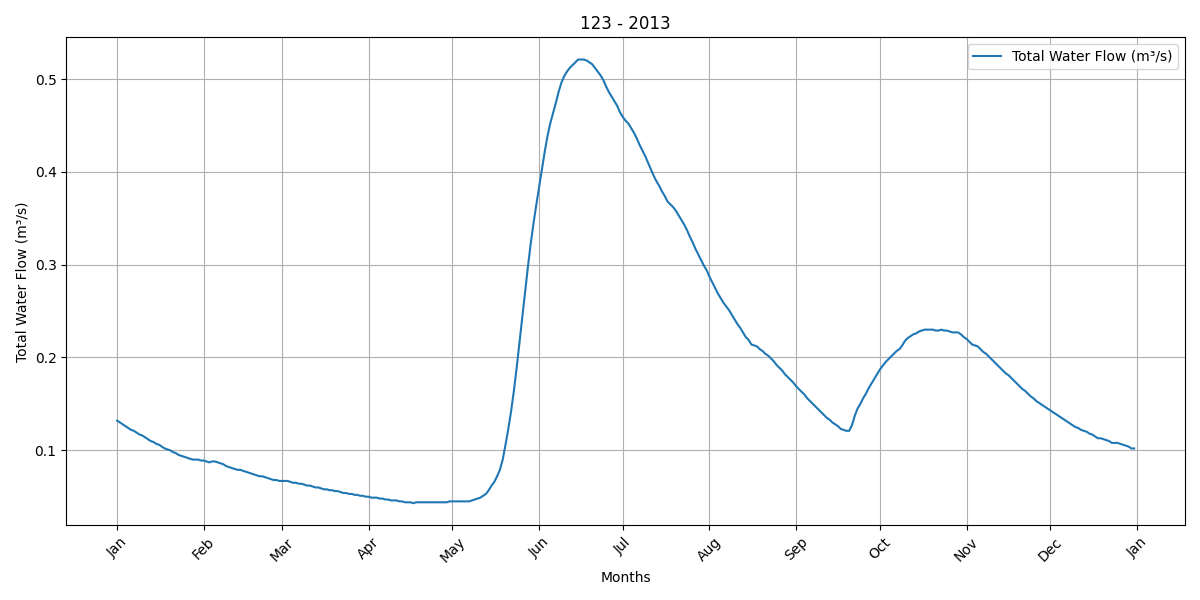 123 - 2013
Total Water Flow (m³/s)
Total Water Flow (m³/s)
0.5
0.4
0.3
0.2
0.1
Jan
Feb
Mar
Apr
May
Jun
Jul
Aug
Sep
Oct
Nov
Dec
Jan
Months